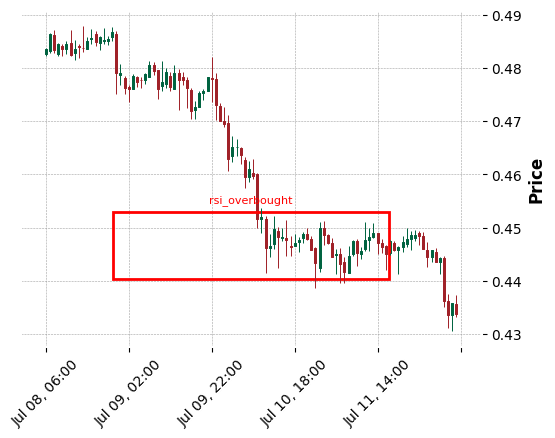 0.49
0.48
0.47
0.46
rsi_overbought
0.45
0.44
0.43
Price
Jul 08, 06:00
Jul 09, 02:00
Jul 09, 22:00
Jul 10, 18:00
Jul 11, 14:00